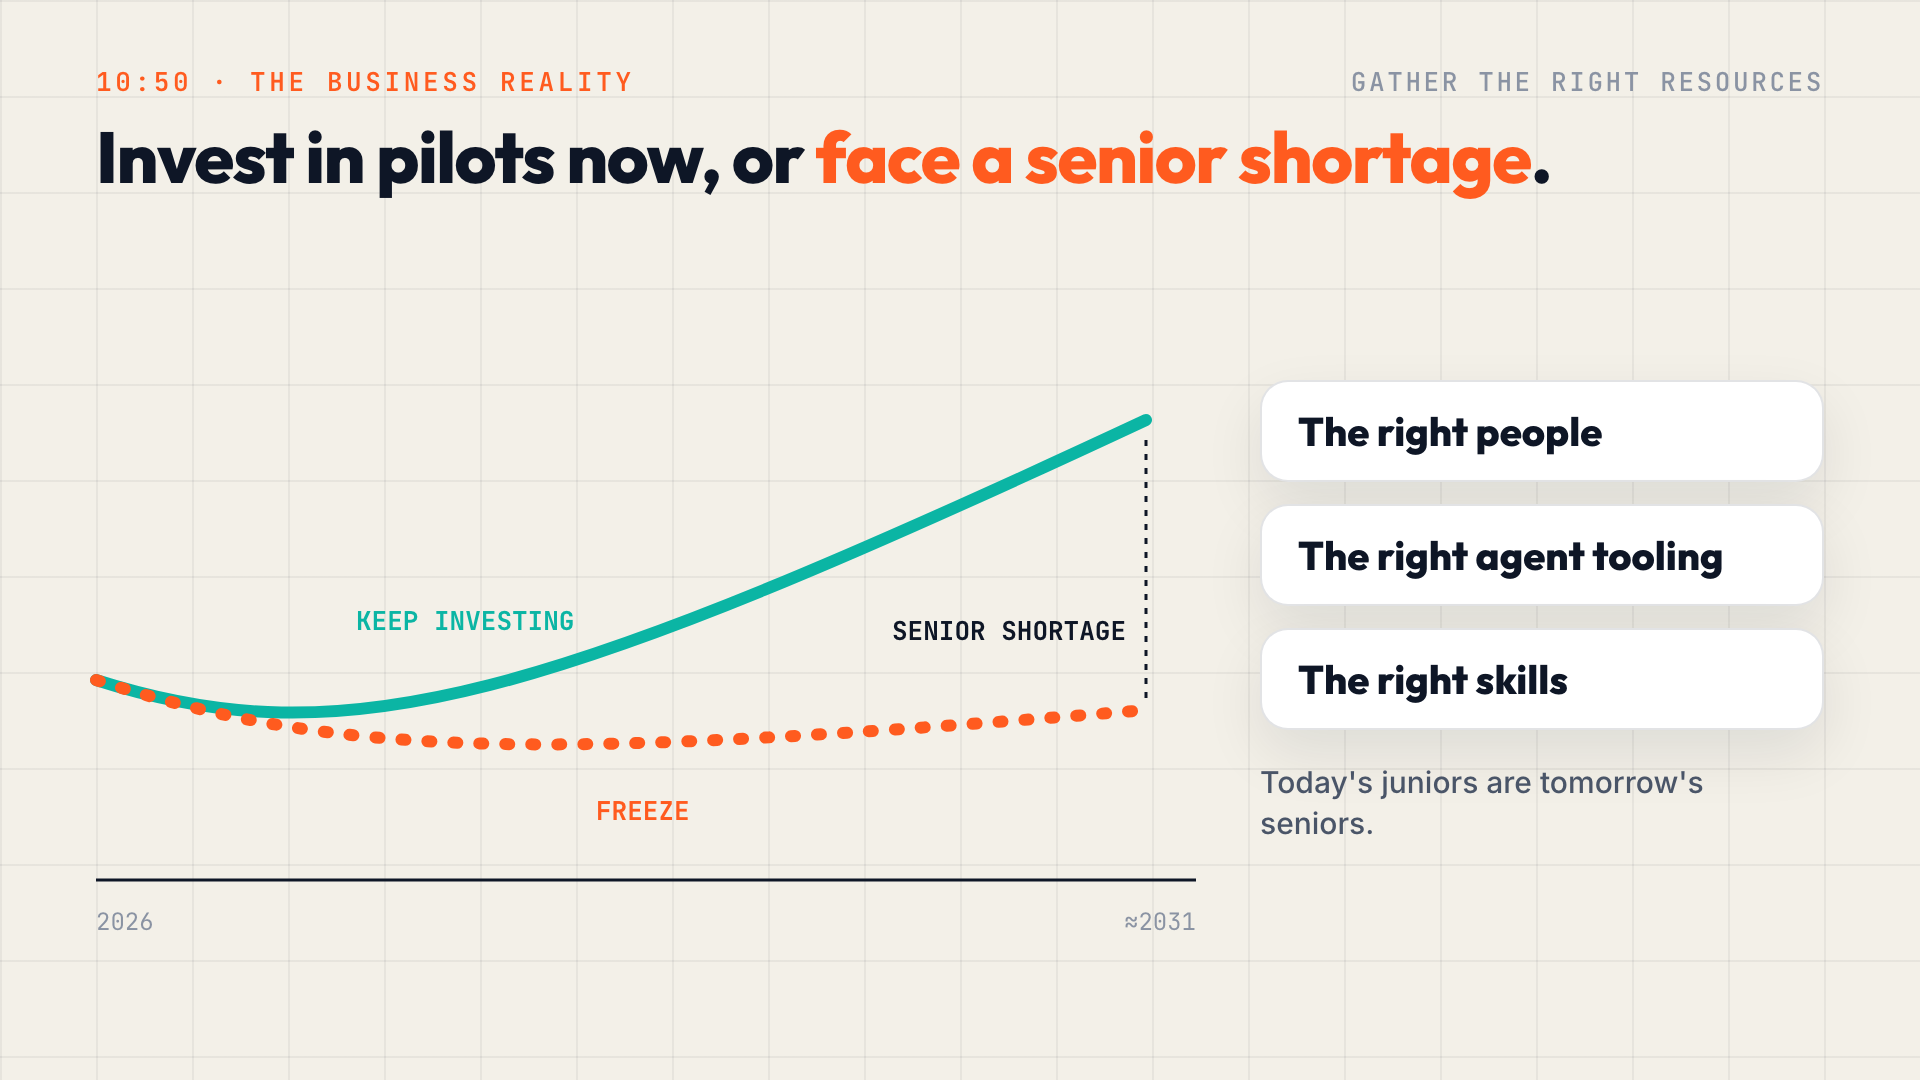 10:50 · THE BUSINESS REALITY
GATHER THE RIGHT RESOURCES
Invest in pilots now, or face a senior shortage.
KEEP INVESTING
SENIOR SHORTAGE
FREEZE
2026
≈2031
The right people
The right agent tooling
The right skills
Today's juniors are tomorrow's
seniors.